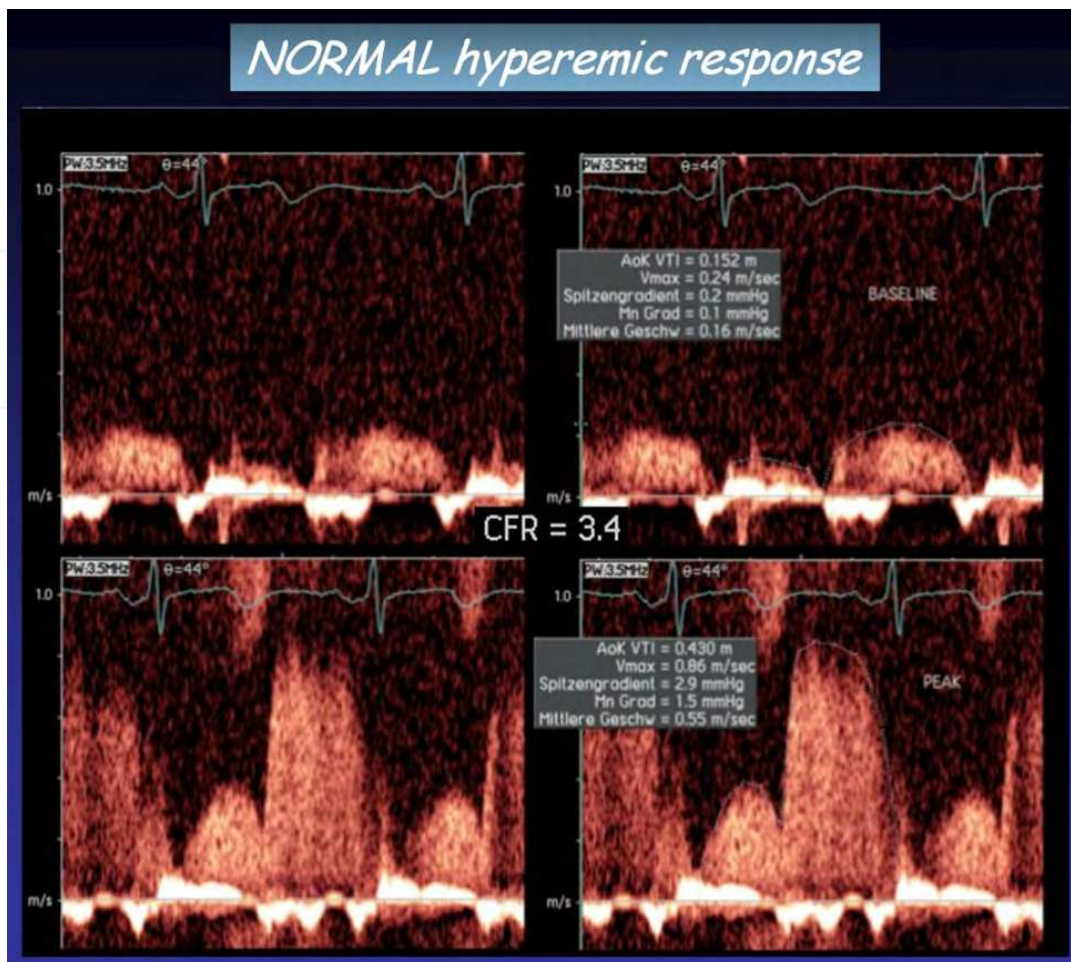 NORMAL hyperemic response
PW:3.5MHz θ=44°
1.0
m/s
PW:3.5MHz θ=44°
1.0
AoK VTI = 0.152 m
Vmax = 0.24 m/sec
Spitzengradient = 0.2 mmHg
Mn Grad = 0.1 mmHg
Mittlere Geschw = 0.16 m/sec
BASELINE
CFR = 3.4
PW:3.5MHz θ=44°
1.0
m/s
PW:3.5MHz θ=44°
1.0
AoK VTI = 0.430 m
Vmax = 0.86 m/sec
Spitzengradient = 2.9 mmHg
Mn Grad = 1.5 mmHg
Mittlere Geschw = 0.55 m/sec
PEAK
m/s
m/s